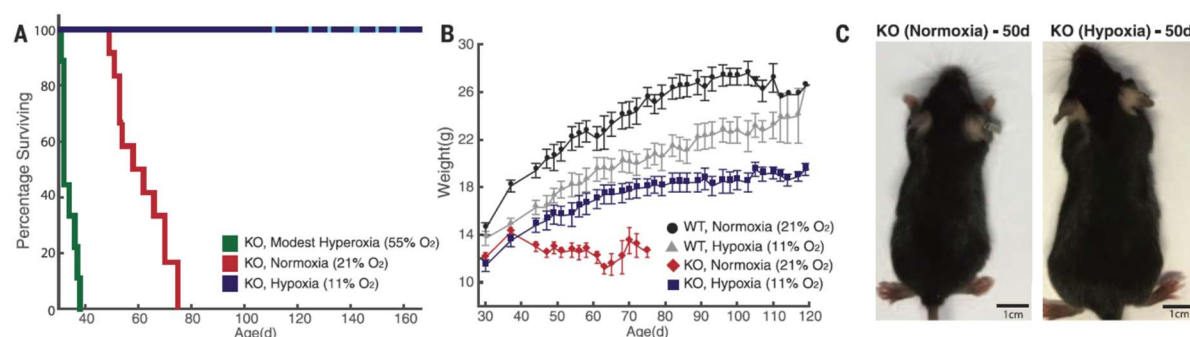 A
Percentage Surviving
100
80
60
40
20
0
KO, Modest Hyperoxia (55% O₂)
KO, Normoxia (21% O₂)
KO, Hypoxia (11% O₂)
40 60 80 100 120 140 160
Age(d)
B
Weight(g)
30
26
22
18
14
10
WT, Normoxia (21% O₂)
WT, Hypoxia (11% O₂)
KO, Normoxia (21% O₂)
KO, Hypoxia (11% O₂)
30 40 50 60 70 80 90 100 110 120
Age(d)
C
KO (Normoxia) - 50d
1cm
KO (Hypoxia) - 50d
1cm